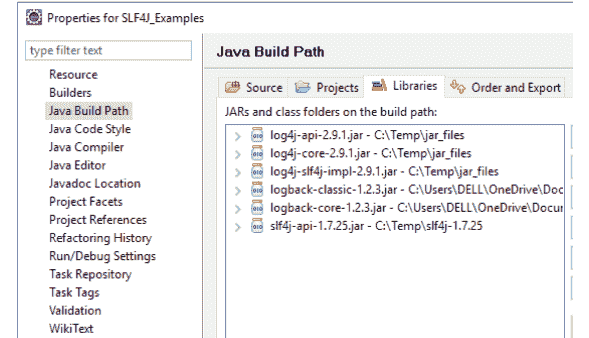 Properties for SLF4J_Examples
type filter text
Resource
Builders
Java Build Path
Java Code Style
Java Compiler
Java Editor
Javadoc Location
Project Facets
Project References
Refactoring History
Run/Debug Settings
Task Repository
Task Tags
Validation
WikiText
Java Build Path
Source Projects Libraries Order and Export
JARs and class folders on the build path:
log4j-api-2.9.1.jar - C:\Temp\jar_files
log4j-core-2.9.1.jar - C:\Temp\jar_files
log4j-slf4j-impl-2.9.1.jar - C:\Temp\jar_files
logback-classic-1.2.3.jar - C:\Users\DELL\OneDrive\Doc
logback-core-1.2.3.jar - C:\Users\DELL\OneDrive\Docur
slf4j-api-1.7.25.jar - C:\Temp\slf4j-1.7.25